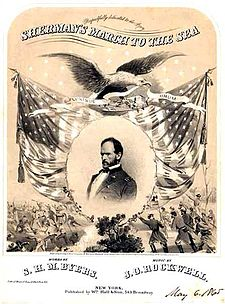 Respectfully dedicated to the Army
SHERMAN'S MARCH TO THE SEA
WORDS BY
S. H. M. BYERS,
MUSIC BY
J. O. ROCKWELL,
NEW YORK,
Published by Wm. Hall & Son, 543 Broadway
May 6. 1865